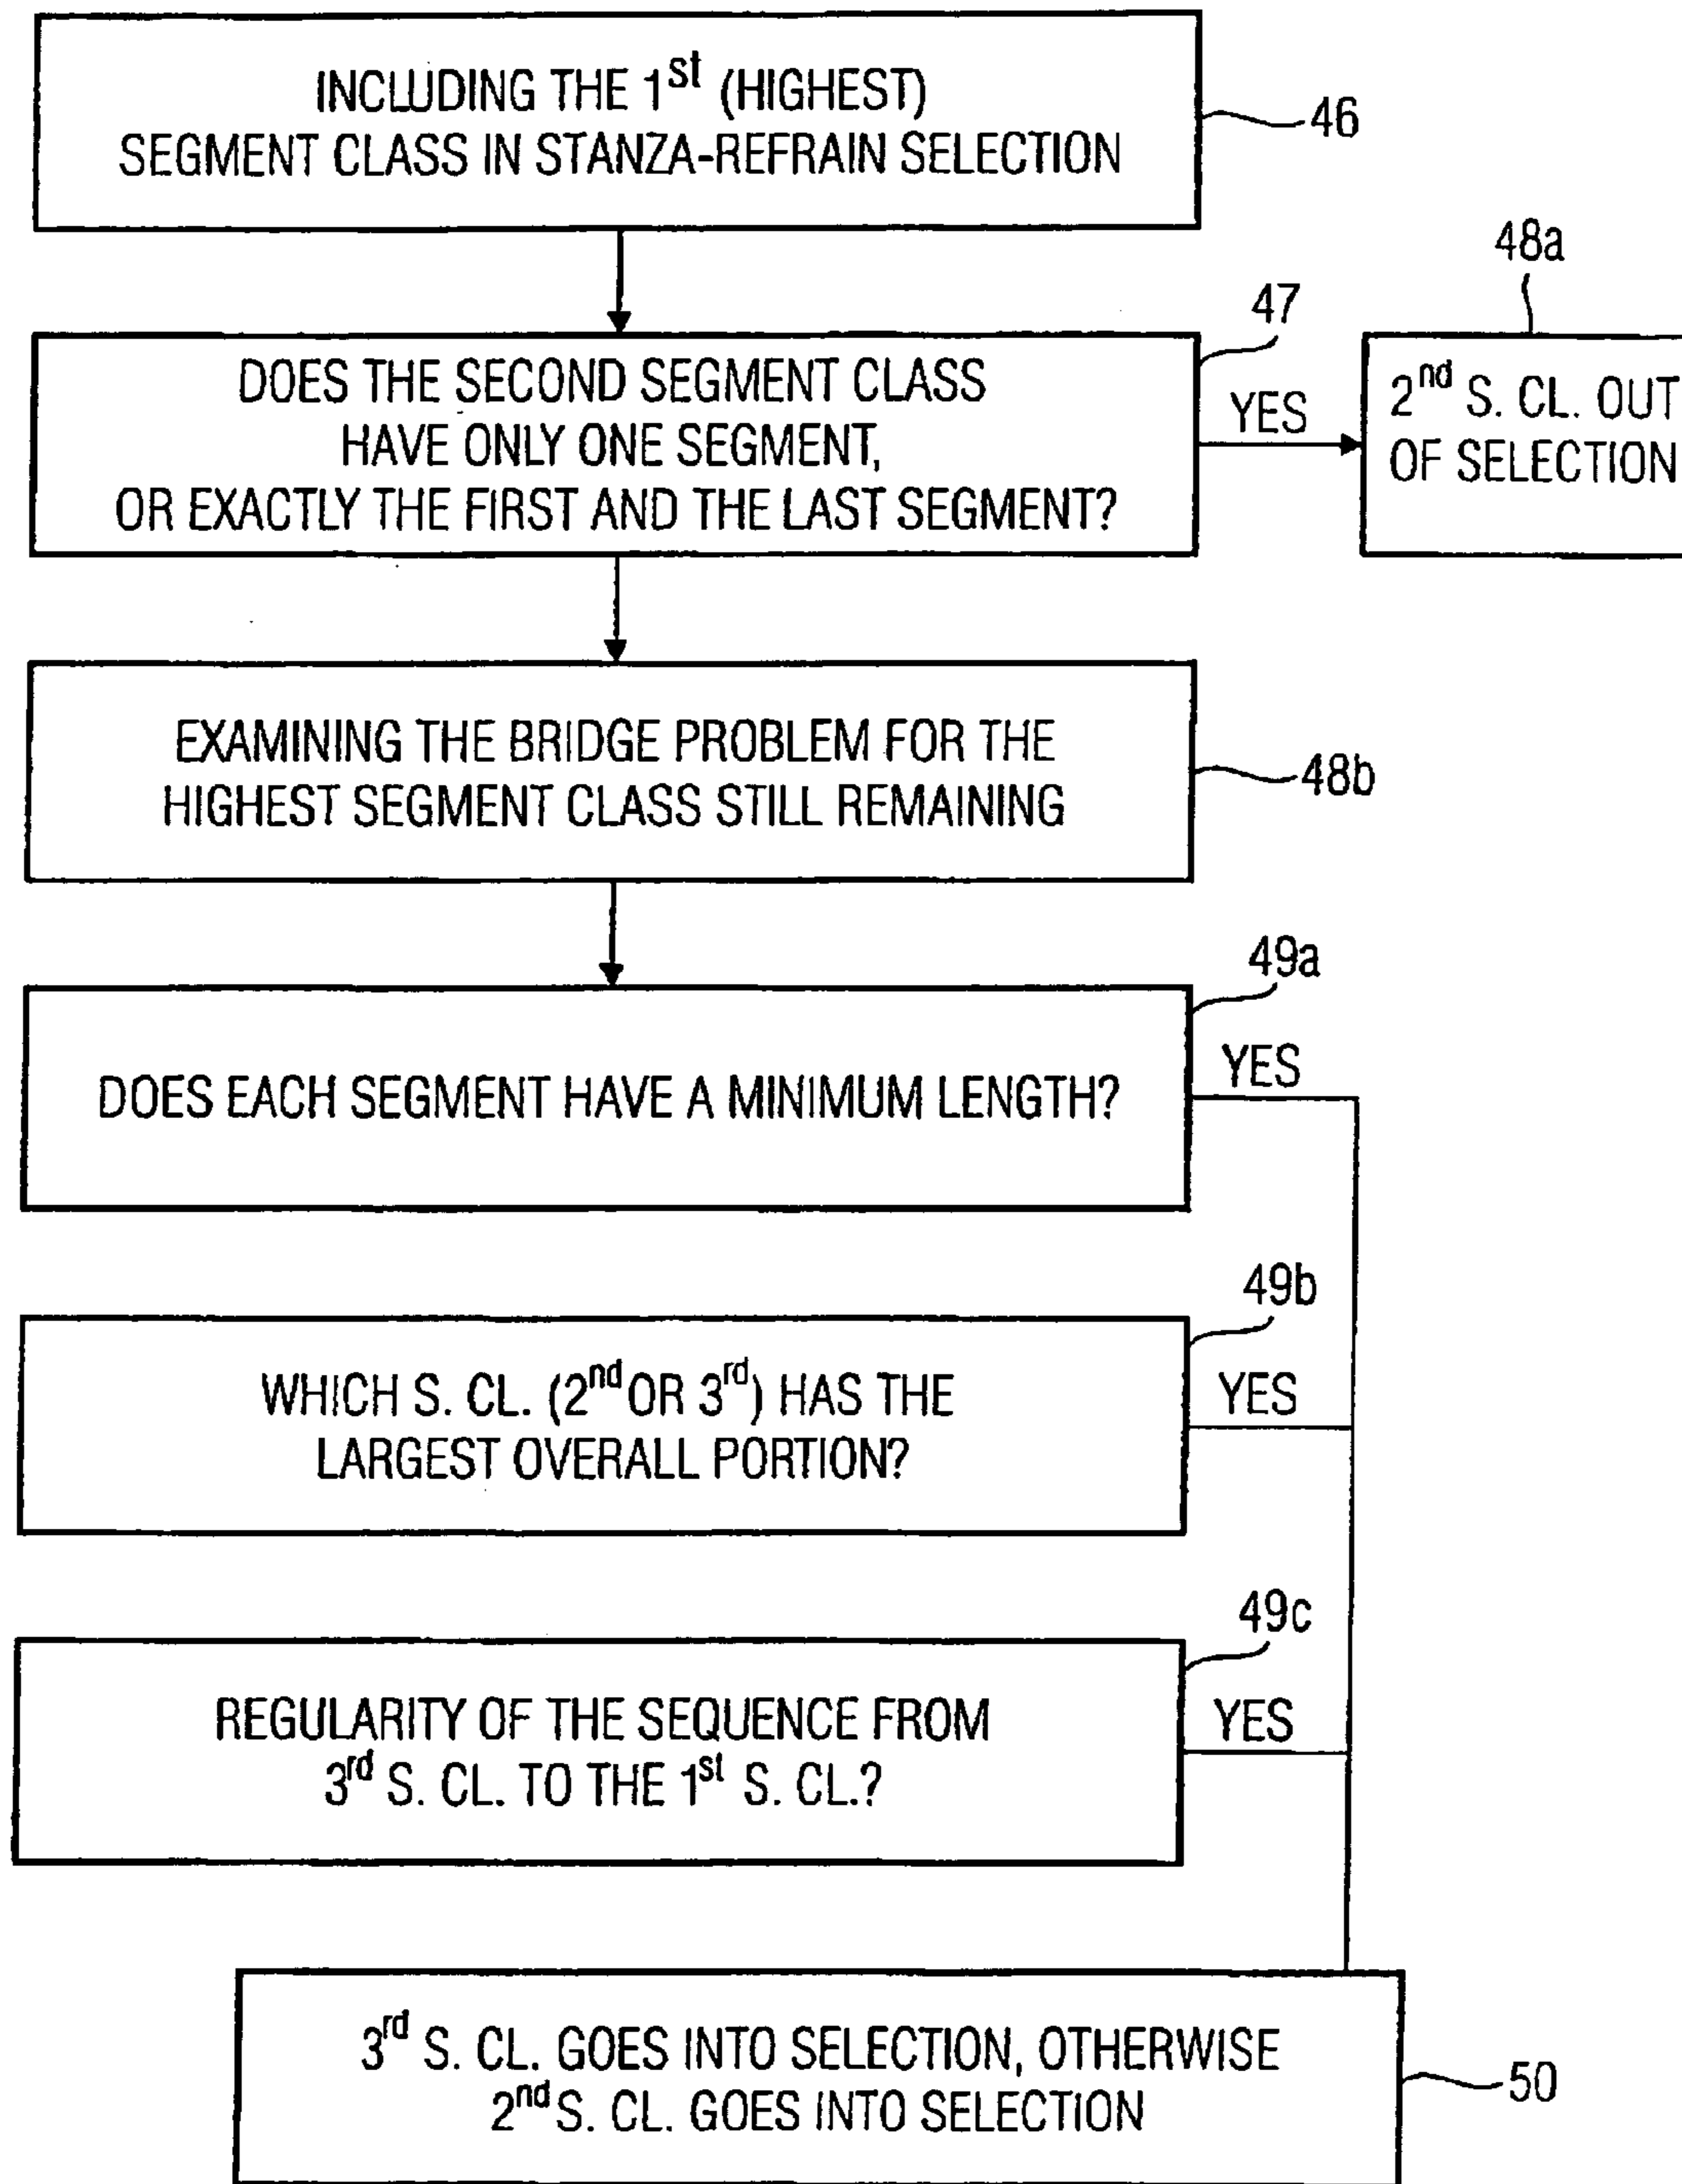 INCLUDING THE 1st (HIGHEST)
SEGMENT CLASS IN STANZA-REFRAIN SELECTION
46
48a
47
DOES THE SECOND SEGMENT CLASS
HAVE ONLY ONE SEGMENT,
OR EXACTLY THE FIRST AND THE LAST SEGMENT?
YES
2nd S. CL. OUT
OF SELECTION
EXAMINING THE BRIDGE PROBLEM FOR THE
HIGHEST SEGMENT CLASS STILL REMAINING
48b
49a
DOES EACH SEGMENT HAVE A MINIMUM LENGTH?
YES
49b
WHICH S. CL. (2nd OR 3rd) HAS THE
LARGEST OVERALL PORTION?
YES
49c
REGULARITY OF THE SEQUENCE FROM
3rd S. CL. TO THE 1st S. CL.?
YES
3rd S. CL. GOES INTO SELECTION, OTHERWISE
2nd S. CL. GOES INTO SELECTION
50